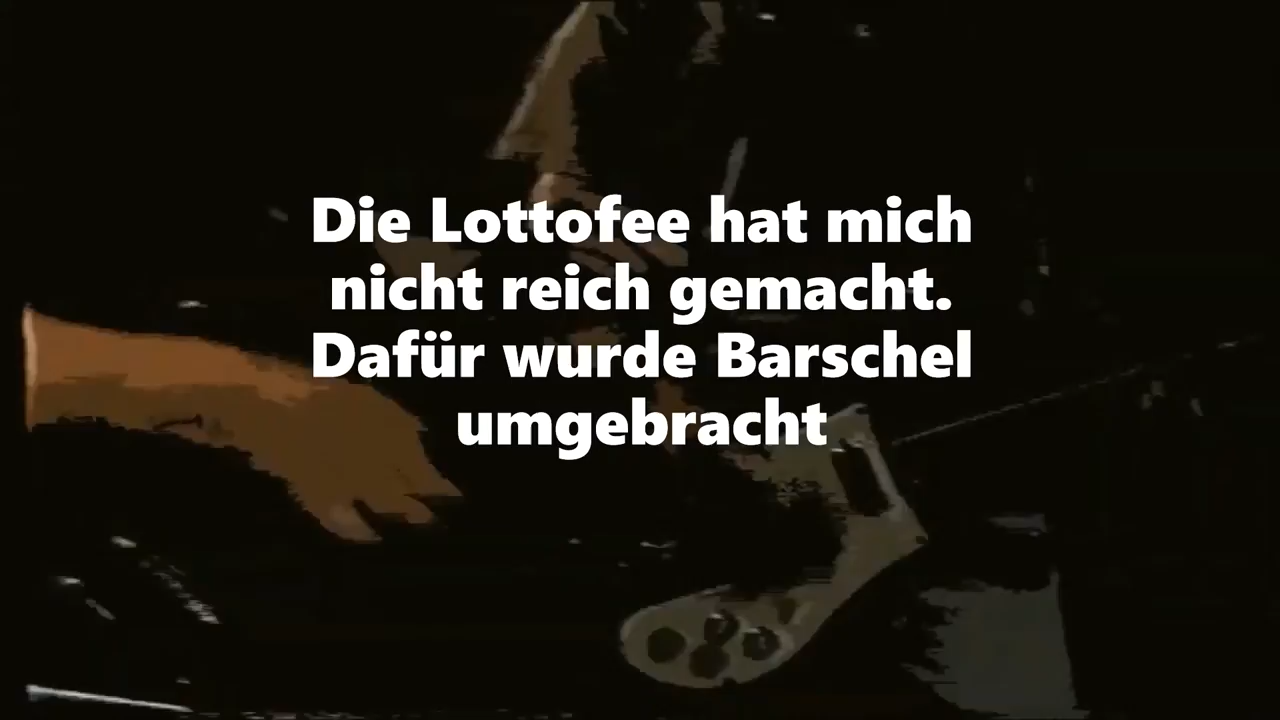 Die Lottofee hat mich
nicht reich gemacht.
Dafür wurde Barschel
umgebracht